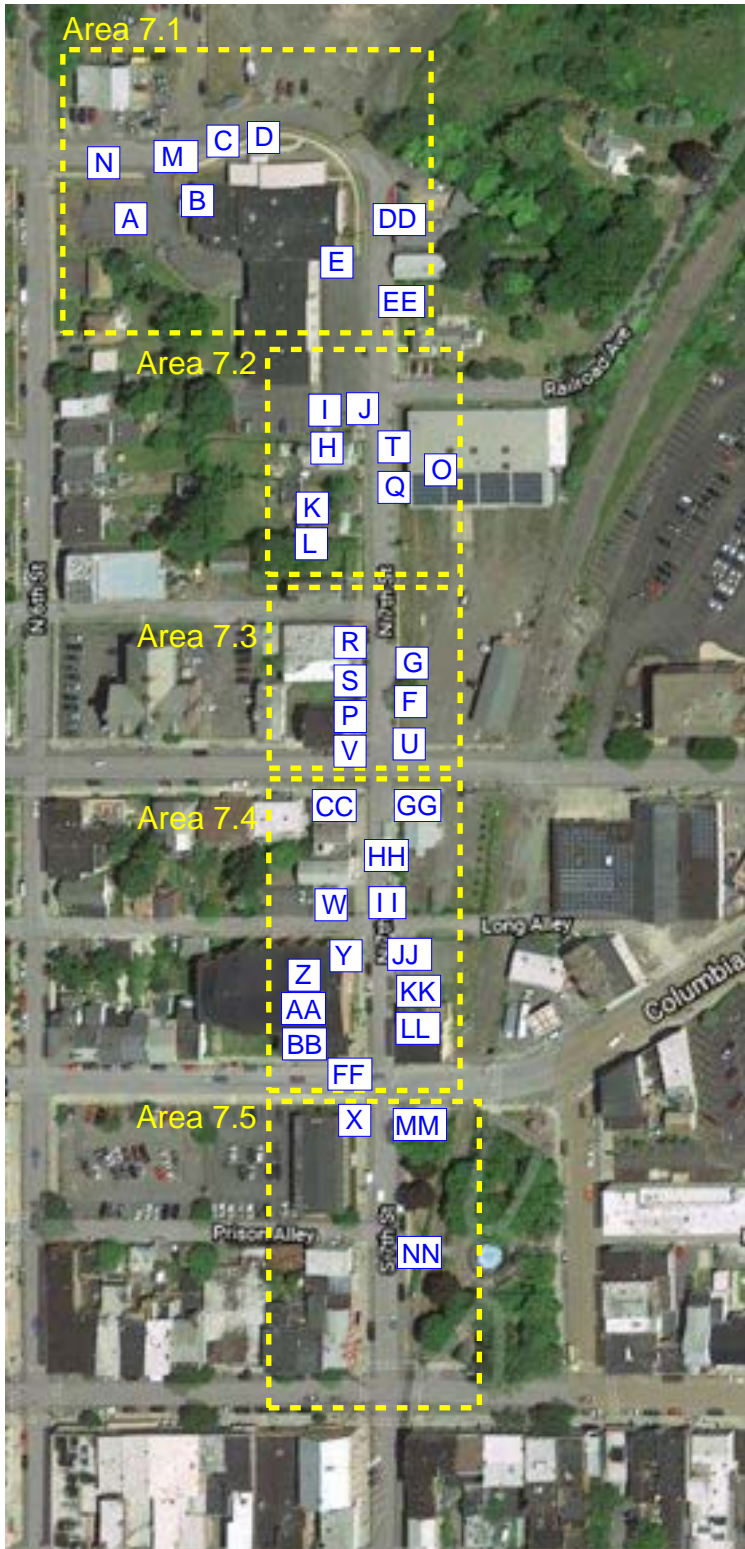 Area 7.1
C D
N M
B
A DD
E
EE
Area 7.2
Railroad Ave
I J
H T
O
Q
K
L
N 6th St
N 7th St
Area 7.3
R
G
S
F
P
V U
CC GG
Area 7.4
HH
W II
Long Alley
Y JJ
Z
KK
Columbia
AA
LL
BB
FF
Area 7.5
X MM
Prison Alley
S 7th St
NN